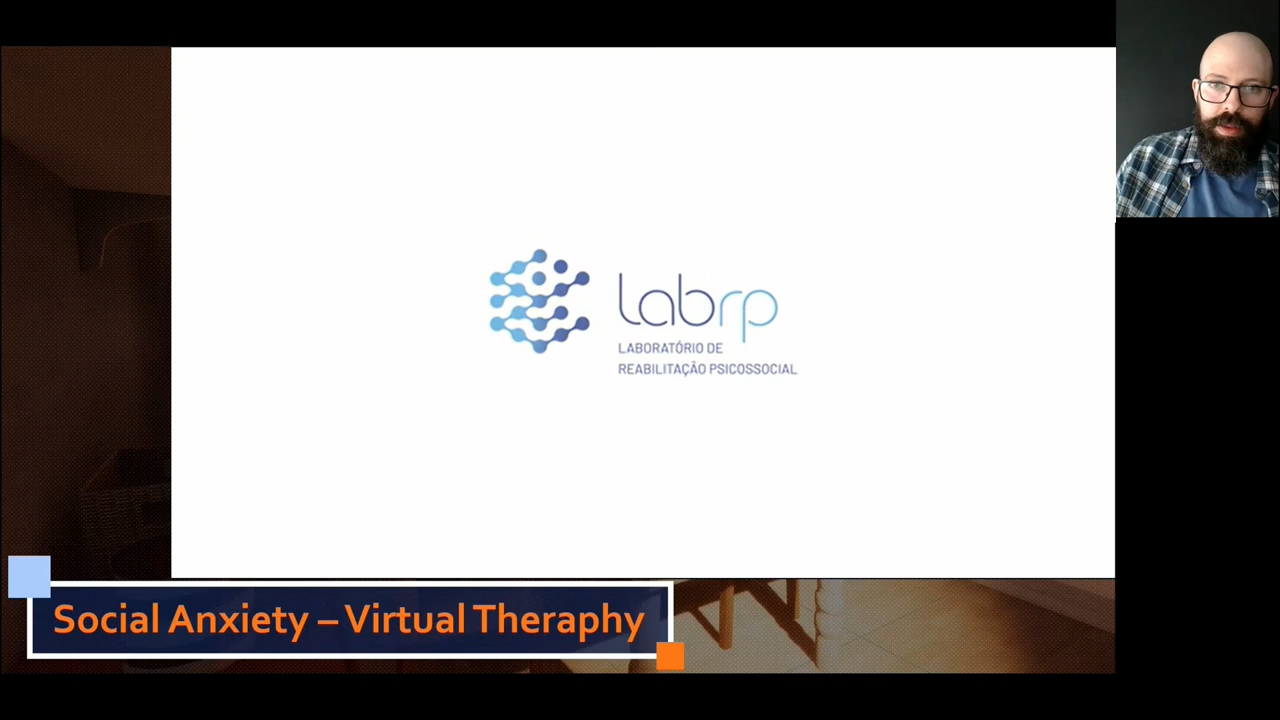 labrp
LABORATÓRIO DE
REABILITAÇÃO PSICOSSOCIAL
Social Anxiety – Virtual Theraphy